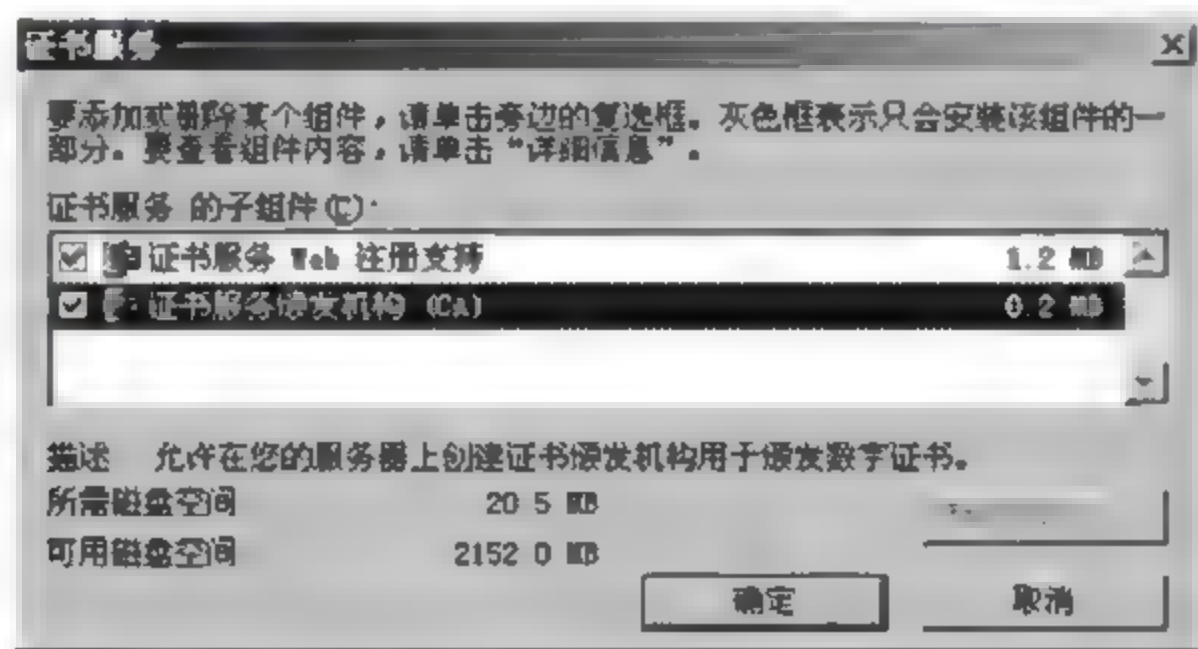 证书服务
要添加或删除某个组件，请单击旁边的复选框。灰色框表示只会安装该组件的一
部分。要查看组件内容，请单击“详细信息”。
证书服务 的子组件(C):
证书服务 Web 注册支持 1.2 MB
证书服务颁发机构 (CA) 0.2 MB
描述 允许在您的服务器上创建证书颁发机构用于颁发数字证书。
所需磁盘空间 20 5 MB
可用磁盘空间 2152 0 MB
确定 取消